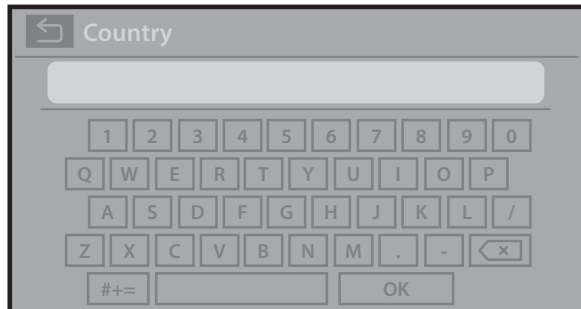 Country
1 2 3 4 5 6 7 8 9 0
Q W E R T Y U I O P
A S D F G H J K L /
Z X C V B N M . - ×
#+= OK